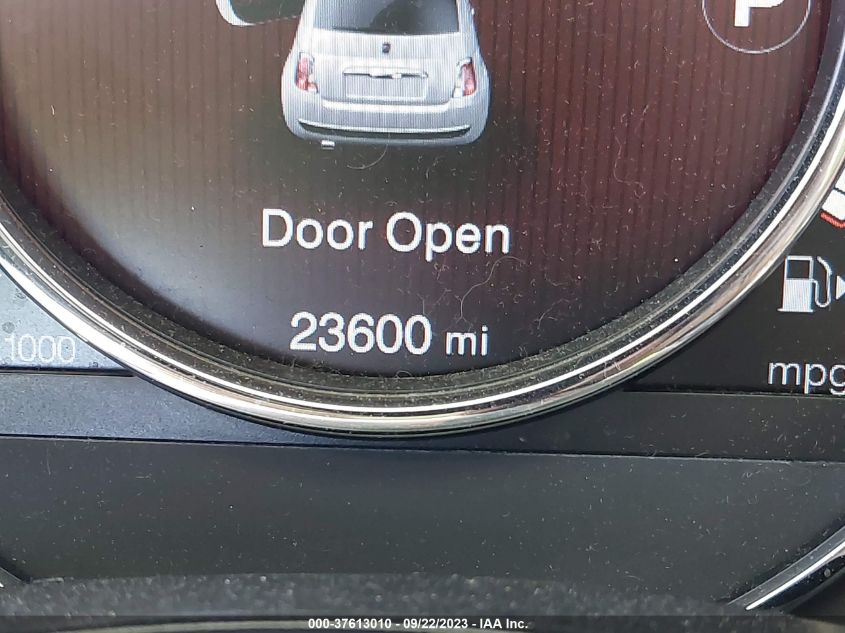 P
Door Open
23600 mi
1000
mpg
000-37613010 - 09/22/2023 - IAA Inc.